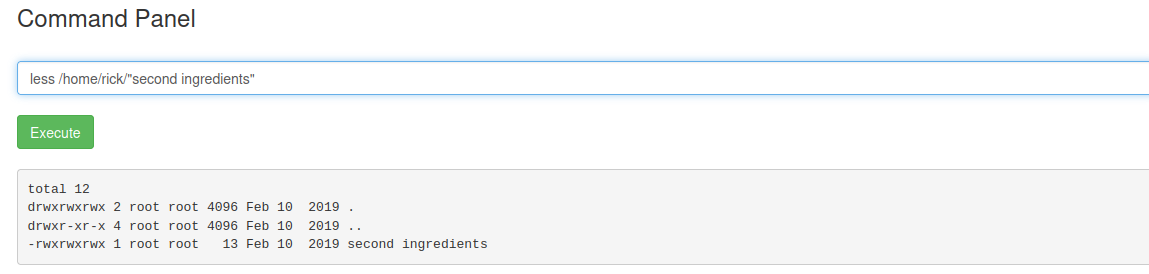 Command Panel
less /home/rick/"second ingredients"
Execute
total 12
drwxrwxrwx 2 root root 4096 Feb 10  2019 .
drwxr-xr-x 4 root root 4096 Feb 10  2019 ..
-rwxrwxrwx 1 root root   13 Feb 10  2019 second ingredients